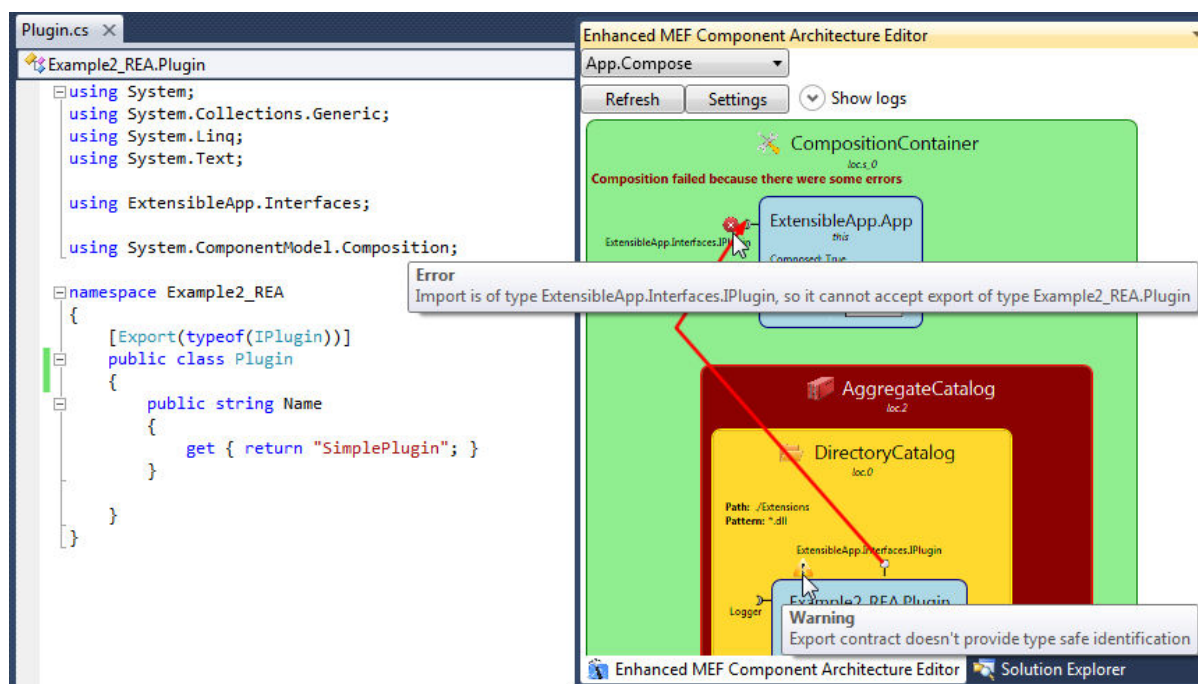 Plugin.cs
Example2_REA.Plugin
using System;
using System.Collections.Generic;
using System.Linq;
using System.Text;
using ExtensibleApp.Interfaces;
using System.ComponentModel.Composition;
namespace Example2_REA
{
[Export(typeof(IPlugin))]
public class Plugin
{
public string Name
{
get { return "SimplePlugin"; }
}
}
}
Enhanced MEF Component Architecture Editor
App.Compose
Refresh Settings Show logs
CompositionContainer
loc.s_0
Composition failed because there were some errors
ExtensibleApp.App
this
Composed: True
Error
Import is of type ExtensibleApp.Interfaces.IPlugin, so it cannot accept export of type Example2_REA.Plugin
AggregateCatalog
loc.2
DirectoryCatalog
loc.0
Path: ./Extensions
Pattern: *.dll
ExtensibleApp.Interfaces.IPlugin
Logger
Example2_REA.Plugin
Warning
Export contract doesn't provide type safe identification
Enhanced MEF Component Architecture Editor
Solution Explorer